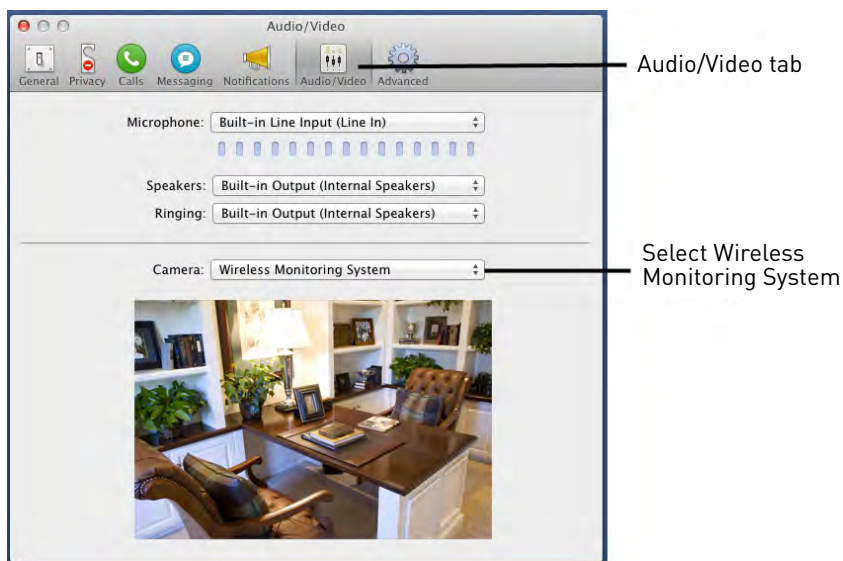 Audio/Video
General Privacy Calls Messaging Notifications Audio/Video Advanced
Audio/Video tab
Microphone: Built-in Line Input (Line In)
Speakers: Built-in Output (Internal Speakers)
Ringing: Built-in Output (Internal Speakers)
Camera: Wireless Monitoring System
Select Wireless
Monitoring System